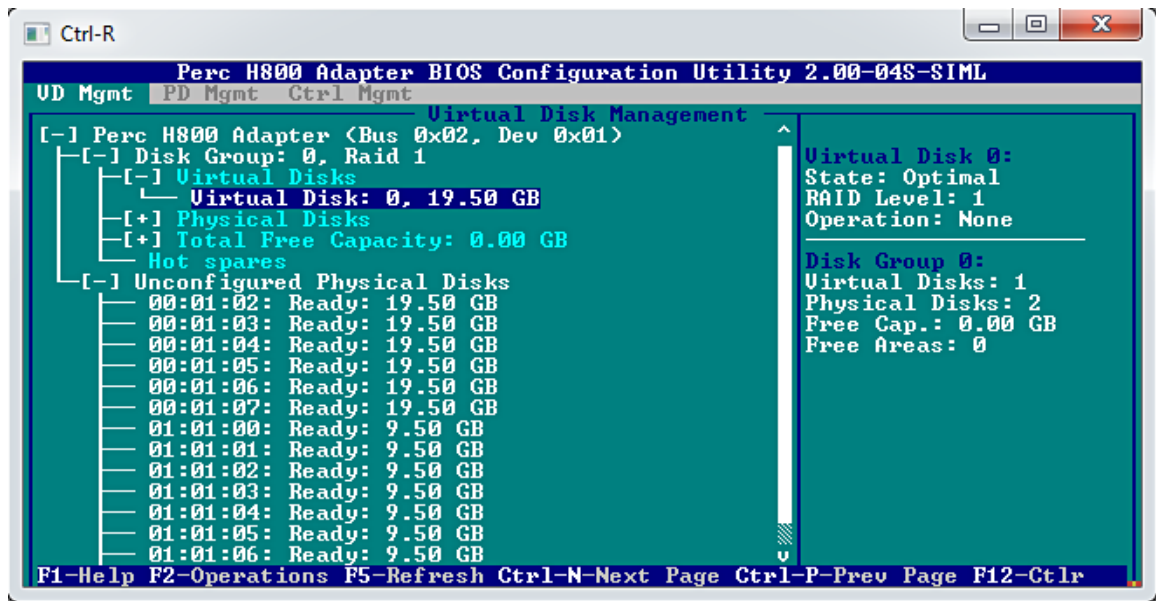 Ctrl-R
Perc H800 Adapter BIOS Configuration Utility 2.00-04S-SIML
VD Mgmt PD Mgmt Ctrl Mgmt
Virtual Disk Management
[-] Perc H800 Adapter (Bus 0x02, Dev 0x01)
[-] Disk Group: 0, Raid 1
[-] Virtual Disks
Virtual Disk: 0, 19.50 GB
[+] Physical Disks
[+] Total Free Capacity: 0.00 GB
Hot spares
[-] Unconfigured Physical Disks
00:01:02: Ready: 19.50 GB
00:01:03: Ready: 19.50 GB
00:01:04: Ready: 19.50 GB
00:01:05: Ready: 19.50 GB
00:01:06: Ready: 19.50 GB
00:01:07: Ready: 19.50 GB
01:01:00: Ready: 9.50 GB
01:01:01: Ready: 9.50 GB
01:01:02: Ready: 9.50 GB
01:01:03: Ready: 9.50 GB
01:01:04: Ready: 9.50 GB
01:01:05: Ready: 9.50 GB
01:01:06: Ready: 9.50 GB
Virtual Disk 0:
State: Optimal
RAID Level: 1
Operation: None
Disk Group 0:
Virtual Disks: 1
Physical Disks: 2
Free Cap.: 0.00 GB
Free Areas: 0
F1-Help F2-Operations F5-Refresh Ctrl-N-Next Page Ctrl-P-Prev Page F12-Ctlr